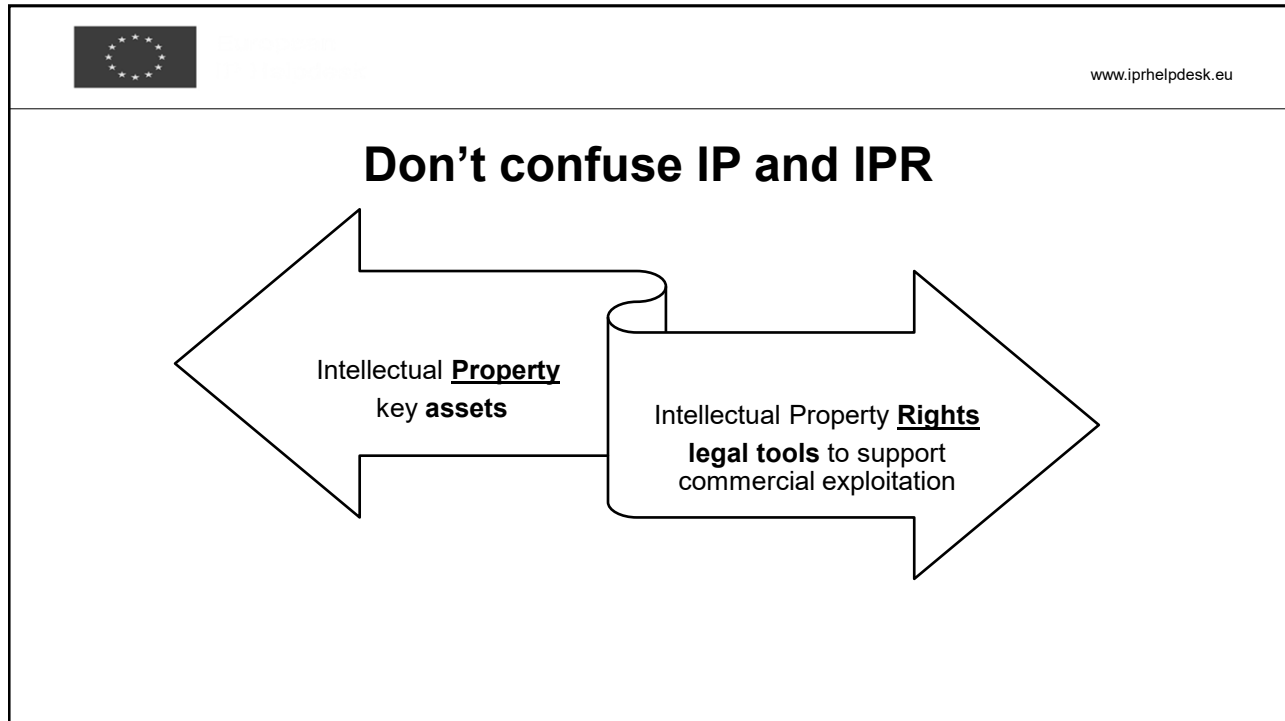 www.iprhelpdesk.eu
Don’t confuse IP and IPR
Intellectual Property
key assets
Intellectual Property Rights
legal tools to support
commercial exploitation